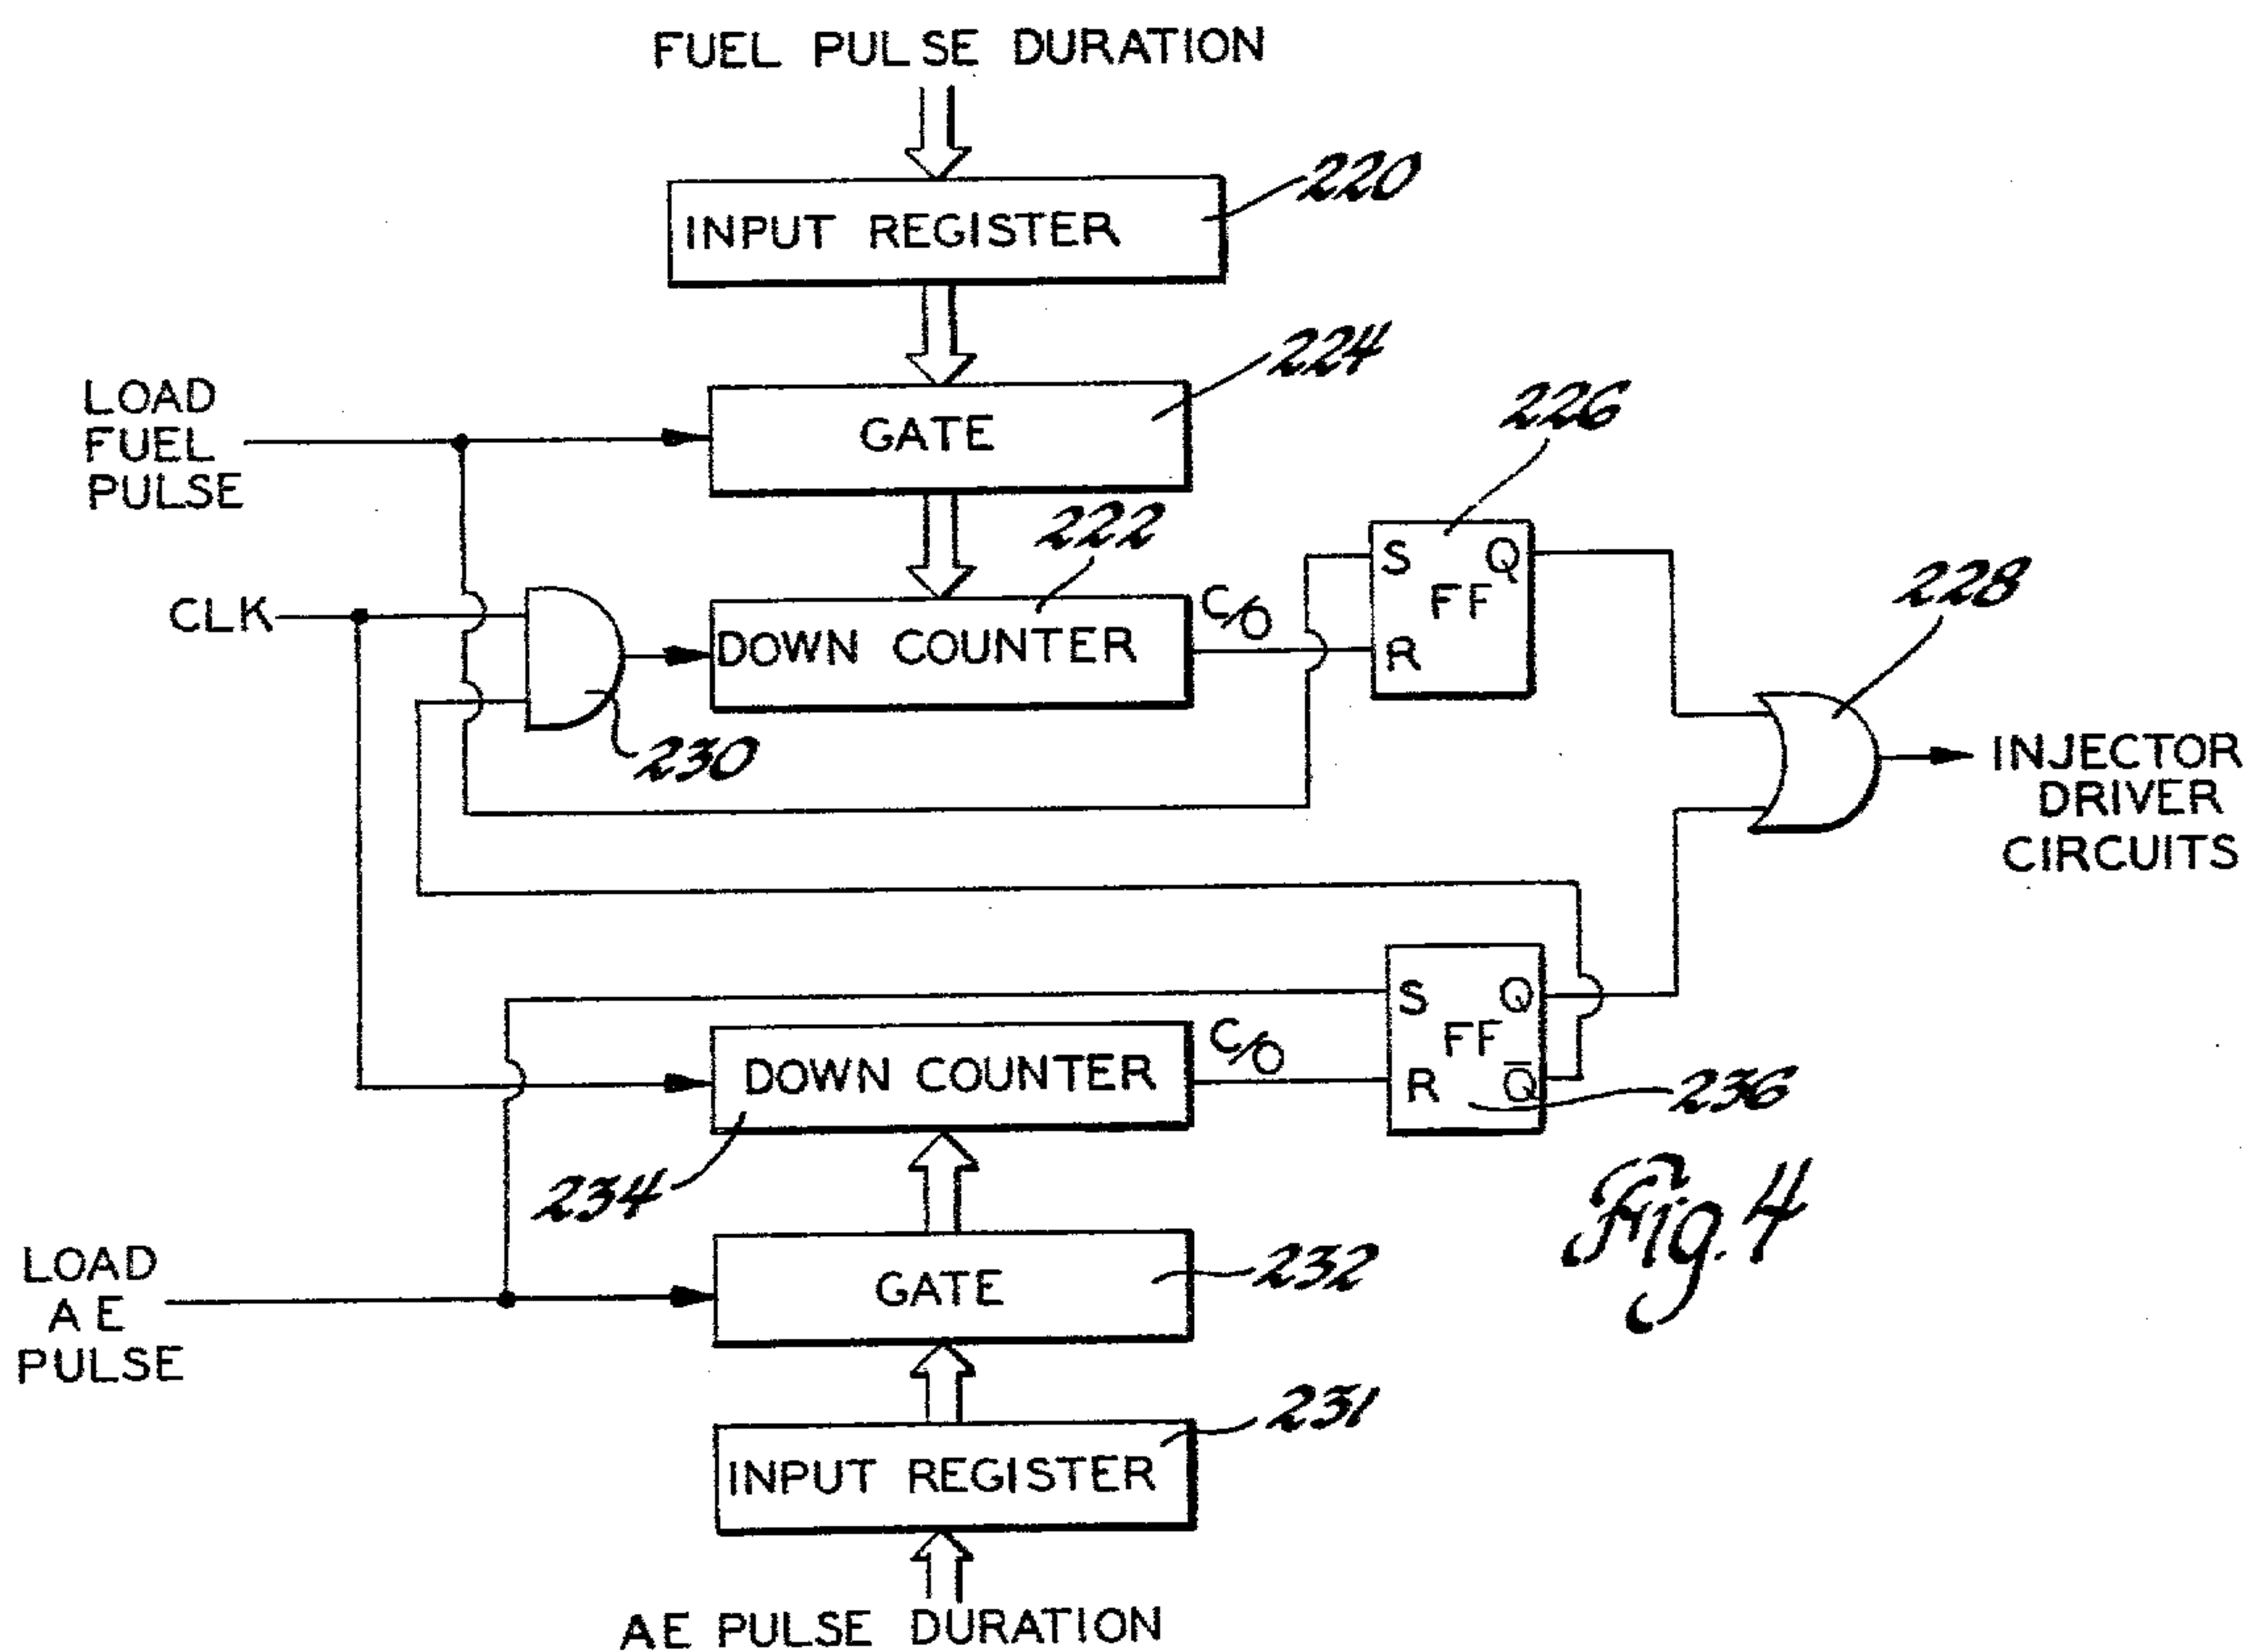 FUEL PULSE DURATION
INPUT REGISTER
220
LOAD
FUEL
PULSE
GATE
224
222
226
CLK
DOWN COUNTER
C/O
S Q
FF
R
228
230
INJECTOR
DRIVER
CIRCUITS
DOWN COUNTER
C/O
S Q
FF
R Q̅
236
234
Fig. 4
LOAD
AE
PULSE
GATE
232
INPUT REGISTER
231
AE PULSE DURATION